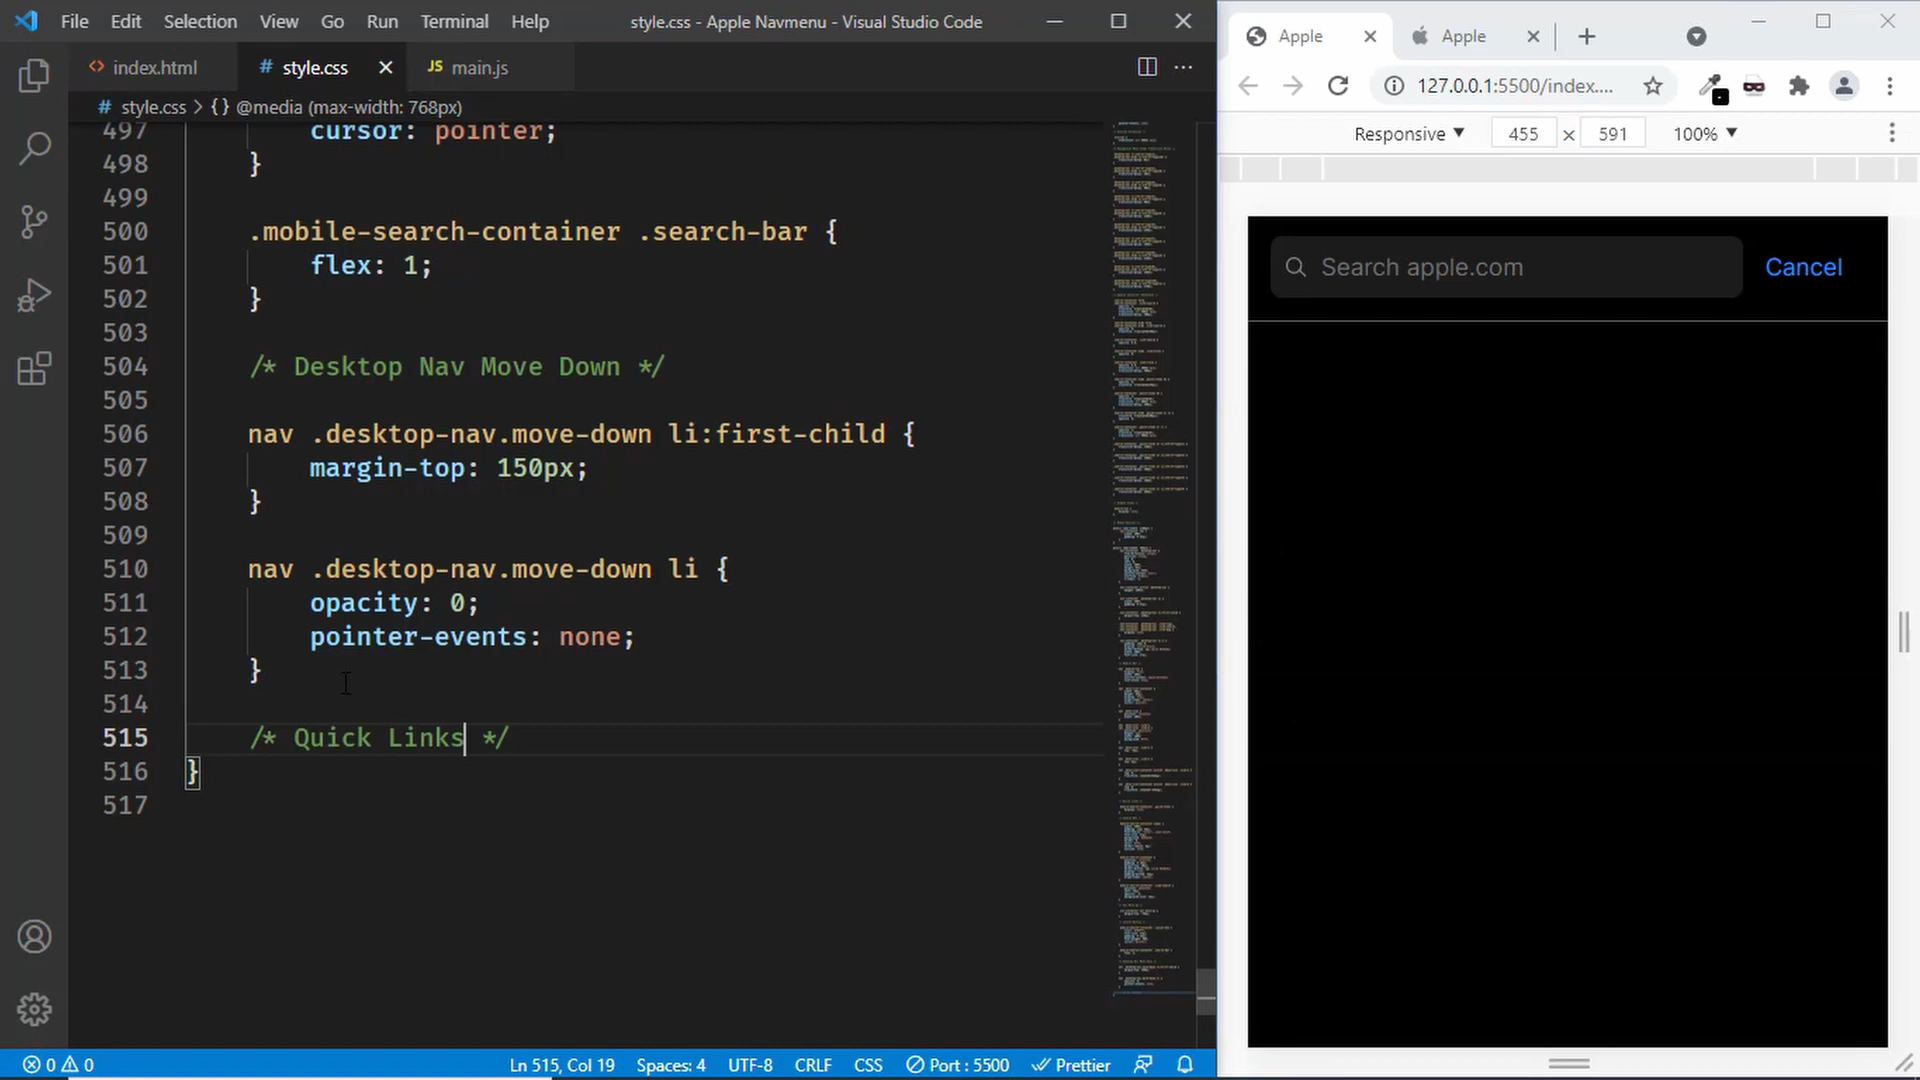 File Edit Selection View Go Run Terminal Help style.css - Apple Navmenu - Visual Studio Code
index.html style.css main.js
style.css > {} @media (max-width: 768px)
497 cursor: pointer;
498 }
499
500 .mobile-search-container .search-bar {
501 flex: 1;
502 }
503
504 /* Desktop Nav Move Down */
505
506 nav .desktop-nav.move-down li:first-child {
507 margin-top: 150px;
508 }
509
510 nav .desktop-nav.move-down li {
511 opacity: 0;
512 pointer-events: none;
513 }
514
515 /* Quick Links */
516 }
517
0 0 Ln 515, Col 19 Spaces: 4 UTF-8 CRLF CSS Port : 5500 Prettier
Apple Apple
127.0.0.1:5500/index....
Responsive 455 × 591 100%
Search apple.com Cancel